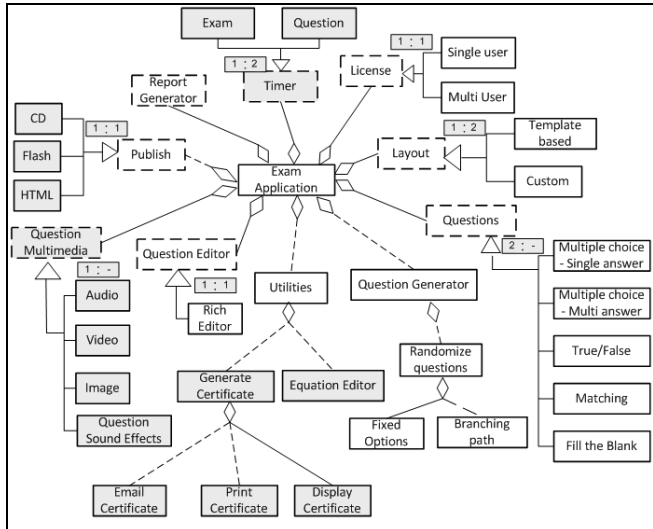 Exam
Question
1 : 2
Timer
Report
Generator
License
1 : 1
Single user
Multi User
CD
Flash
HTML
1 : 1
Publish
Exam
Application
Layout
1 : 2
Template
based
Custom
Question
Multimedia
1 : -
Audio
Video
Image
Question
Sound Effects
Question Editor
1 : 1
Rich
Editor
Utilities
Question Generator
Questions
2 : -
Multiple choice
- Single answer
Multiple choice
- Multi answer
True/False
Matching
Fill the Blank
Generate
Certificate
Equation Editor
Randomize
questions
Fixed
Options
Branching
path
Email
Certificate
Print
Certificate
Display
Certificate